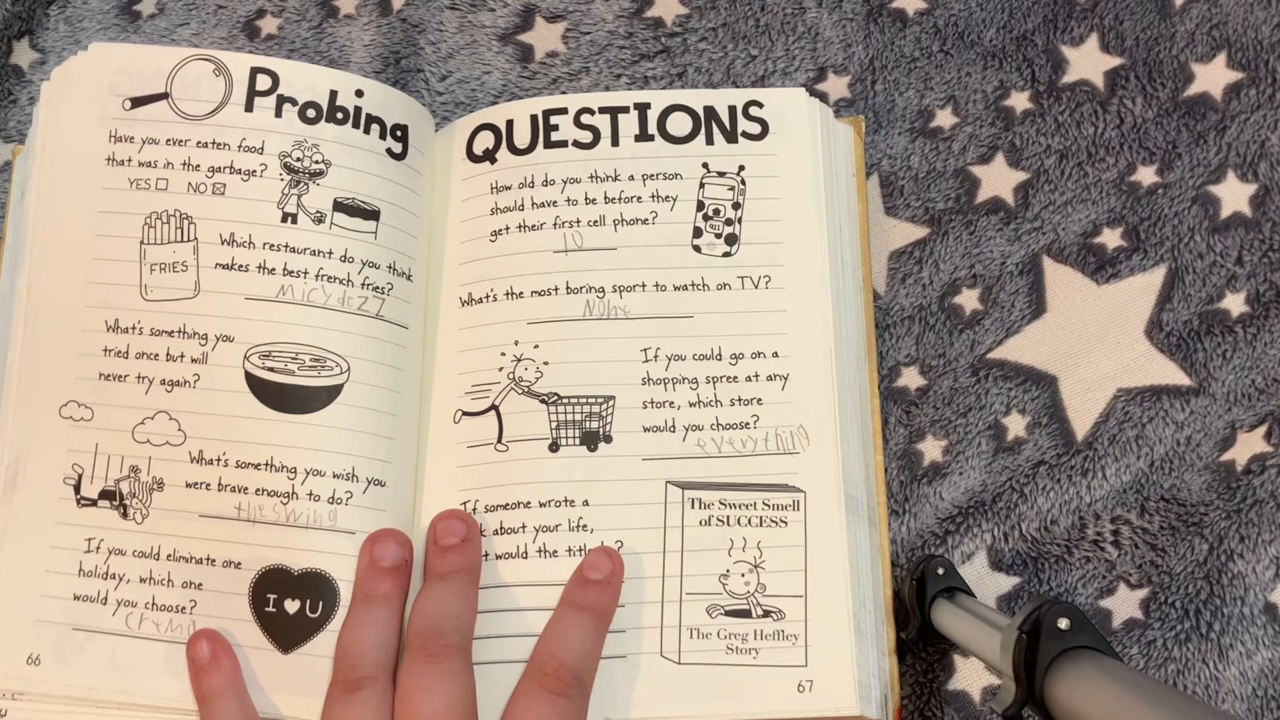 Probing
Have you ever eaten food
that was in the garbage?
YES NO
FRIES
Which restaurant do you think
makes the best french fries?
Micydezz
What's something you
tried once but will
never try again?
What's something you wish you
were brave enough to do?
the swing
If you could eliminate one
holiday, which one
would you choose?
I ♥ U
66
QUESTIONS
How old do you think a person
should have to be before they
get their first cell phone?
911
10
What's the most boring sport to watch on TV?
If you could go on a
shopping spree at any
store, which store
would you choose?
everything
If someone wrote a
about your life,
would the title
The Sweet Smell
of SUCCESS
The Greg Heffley
Story
67